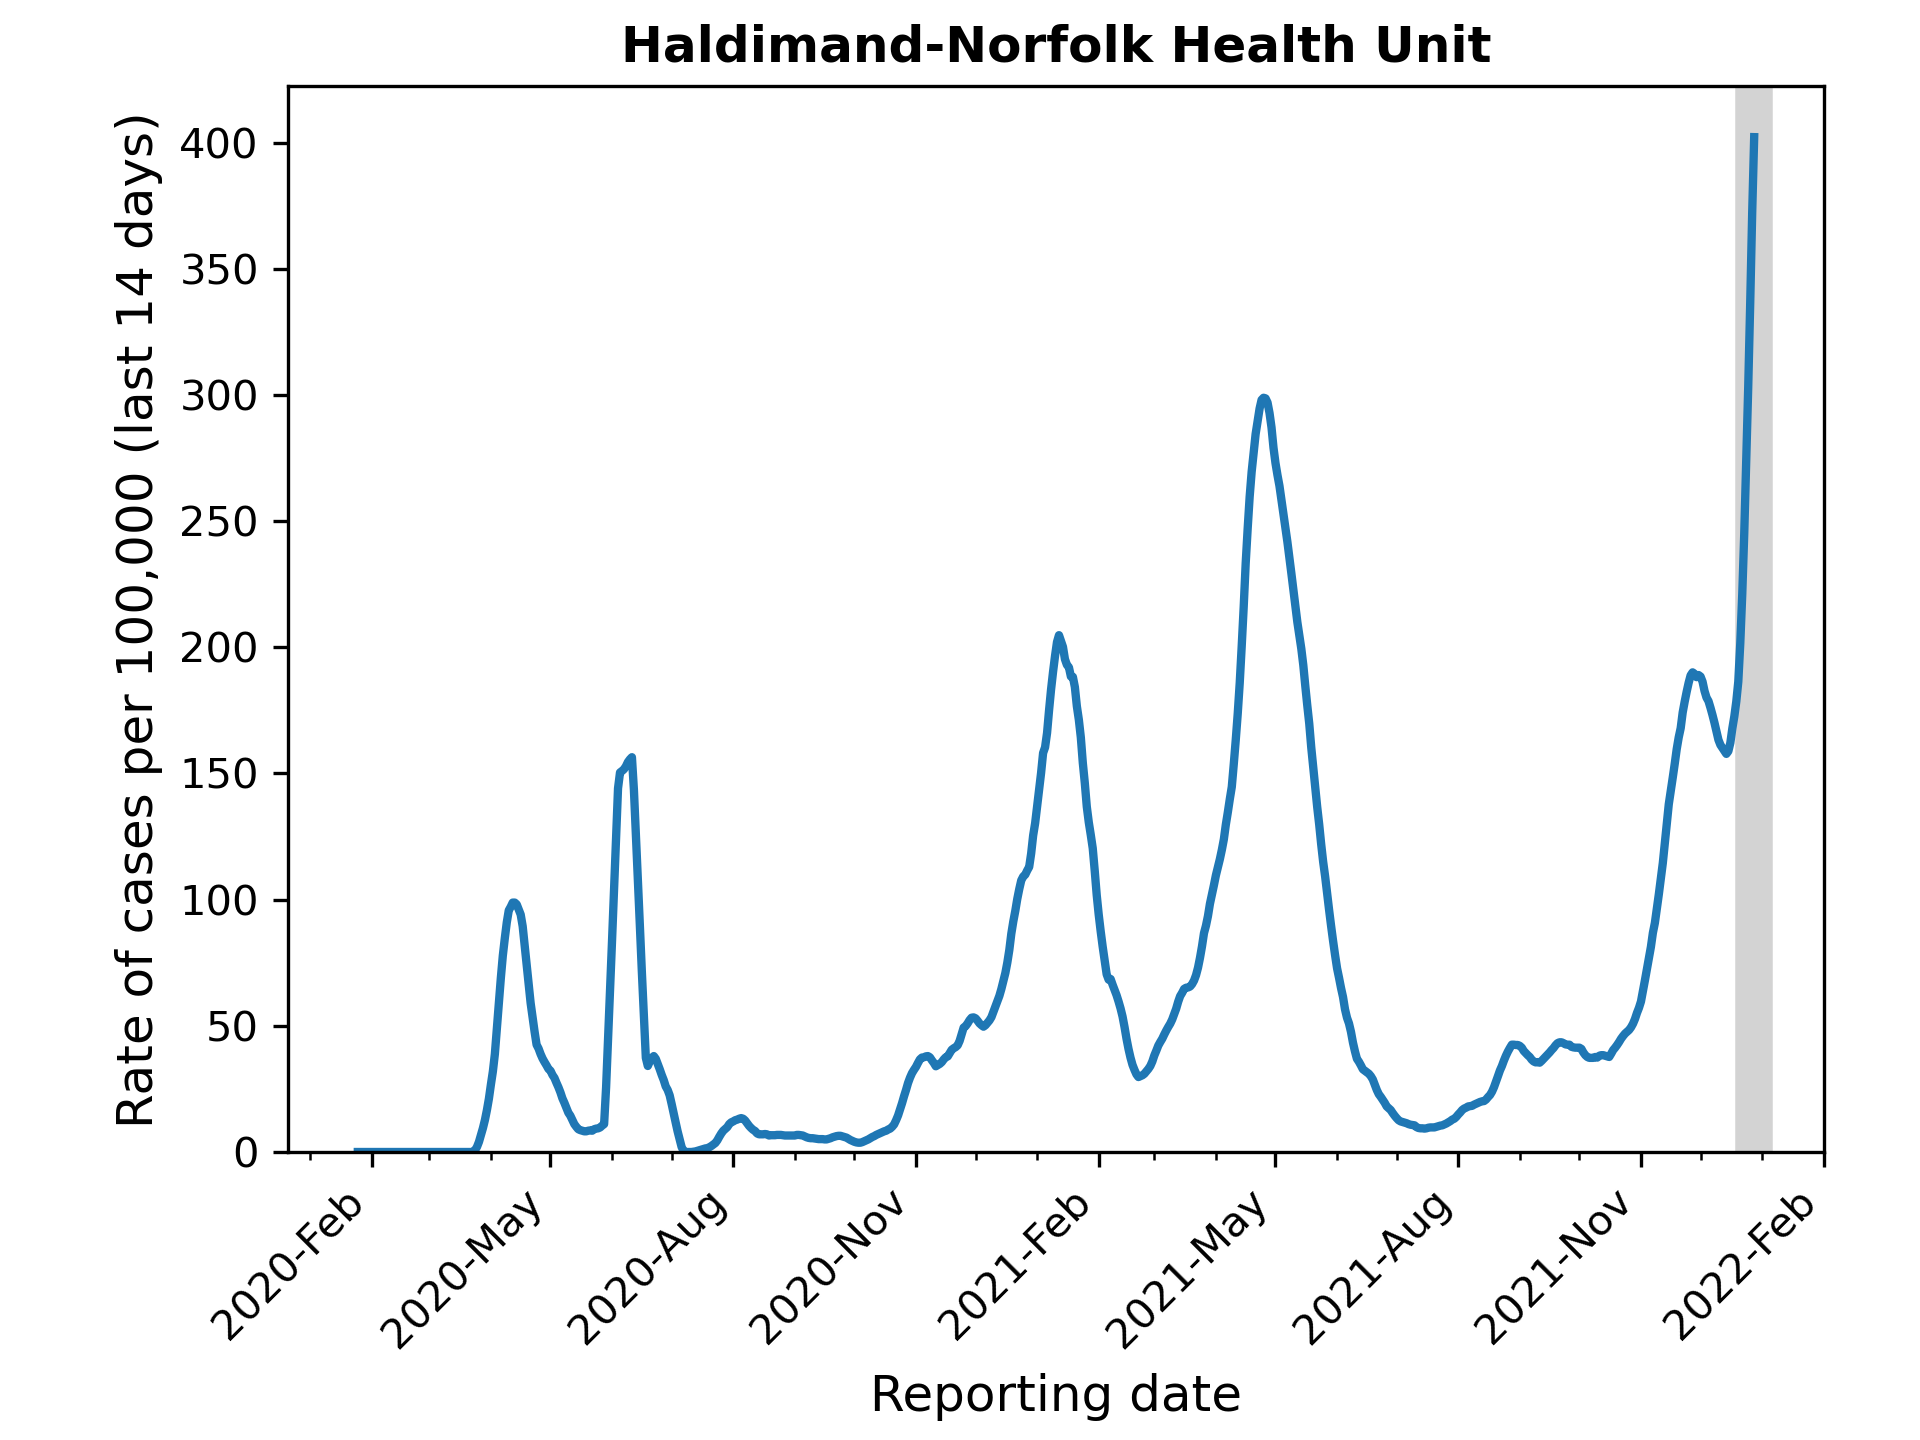 Haldimand-Norfolk Health Unit
Rate of cases per 100,000 (last 14 days)
400
350
300
250
200
150
100
50
0
2020-Feb
2020-May
2020-Aug
2020-Nov
2021-Feb
2021-May
2021-Aug
2021-Nov
2022-Feb
Reporting date